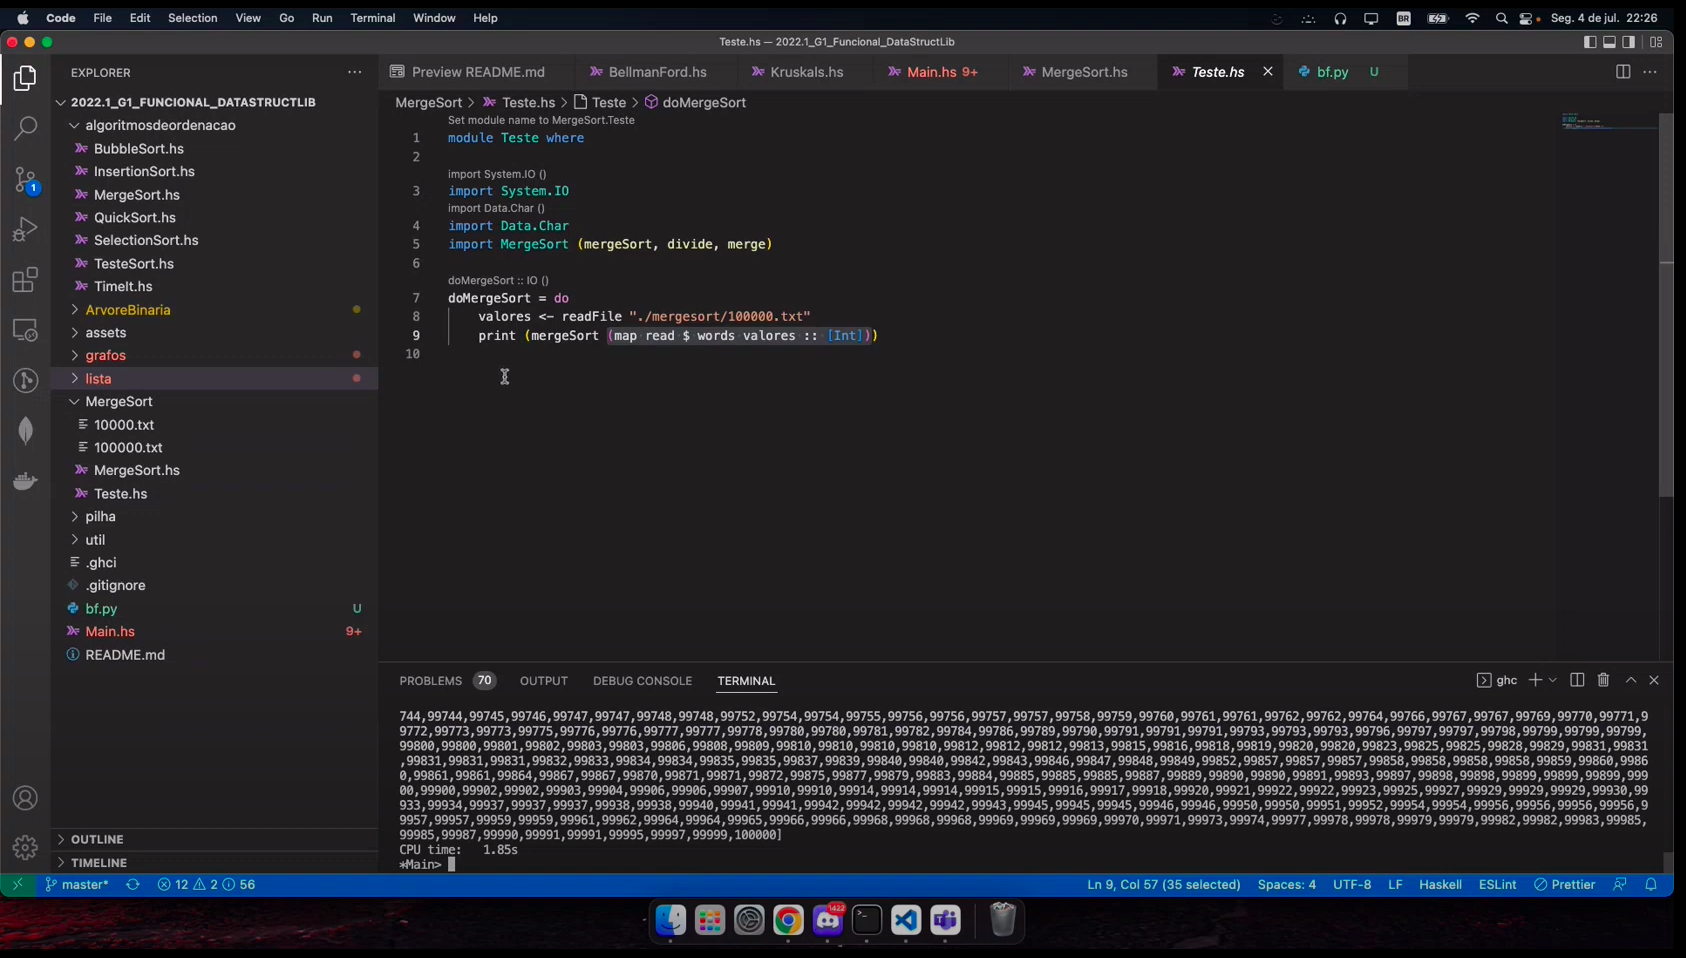 Code File Edit Selection View Go Run Terminal Window Help BR Seg. 4 de jul. 22:26
Teste.hs — 2022.1_G1_Funcional_DataStructLib
EXPLORER
Preview README.md BellmanFord.hs Kruskals.hs Main.hs 9+ MergeSort.hs Teste.hs bf.py U
2022.1_G1_FUNCIONAL_DATASTRUCTLIB
algoritmosdeordenacao
BubbleSort.hs
InsertionSort.hs
MergeSort.hs
QuickSort.hs
SelectionSort.hs
TesteSort.hs
TimeIt.hs
ArvoreBinaria
assets
grafos
lista
MergeSort
10000.txt
100000.txt
MergeSort.hs
Teste.hs
pilha
util
.ghci
.gitignore
bf.py U
Main.hs 9+
README.md
OUTLINE
TIMELINE
1
MergeSort > Teste.hs > Teste > doMergeSort
Set module name to MergeSort.Teste
1 module Teste where
2
import System.IO ()
3 import System.IO
import Data.Char ()
4 import Data.Char
5 import MergeSort (mergeSort, divide, merge)
6
doMergeSort :: IO ()
7 doMergeSort = do
8 valores <- readFile "./mergesort/100000.txt"
9 print (mergeSort (map read $ words valores :: [Int]))
10
PROBLEMS 70 OUTPUT DEBUG CONSOLE TERMINAL ghc
744,99744,99745,99746,99747,99747,99748,99748,99752,99754,99754,99755,99756,99756,99757,99757,99758,99759,99760,99761,99761,99762,99762,99764,99766,99767,99767,99769,99770,99771,9
9772,99773,99773,99775,99776,99776,99777,99777,99778,99780,99780,99781,99782,99784,99786,99789,99790,99791,99791,99791,99793,99793,99793,99796,99797,99797,99798,99799,99799,99799,
99800,99800,99801,99802,99803,99803,99806,99808,99809,99810,99810,99810,99810,99812,99812,99812,99813,99815,99816,99818,99819,99820,99820,99823,99825,99825,99828,99829,99831,99831
,99831,99831,99831,99832,99833,99834,99834,99835,99835,99837,99839,99840,99840,99842,99843,99846,99847,99848,99849,99852,99857,99857,99857,99858,99858,99858,99858,99859,99860,9986
0,99861,99861,99864,99867,99867,99870,99871,99871,99872,99875,99877,99879,99883,99884,99885,99885,99885,99887,99889,99890,99890,99891,99893,99897,99898,99898,99899,99899,99899,999
00,99900,99902,99902,99903,99904,99906,99906,99907,99910,99910,99914,99914,99914,99915,99915,99916,99917,99918,99920,99921,99922,99922,99923,99925,99927,99929,99929,99929,99930,99
933,99934,99937,99937,99937,99938,99938,99940,99941,99941,99942,99942,99942,99942,99943,99945,99945,99945,99946,99946,99950,99950,99951,99952,99954,99954,99956,99956,99956,99956,9
9957,99957,99959,99959,99961,99962,99964,99964,99965,99966,99966,99968,99968,99968,99969,99969,99969,99970,99971,99973,99974,99977,99978,99978,99979,99979,99982,99982,99983,99985,
99985,99987,99990,99991,99991,99995,99997,99999,100000]
CPU time: 1.85s
*Main>
master* 12 2 56 Ln 9, Col 57 (35 selected) Spaces: 4 UTF-8 LF Haskell ESLint Prettier
1422